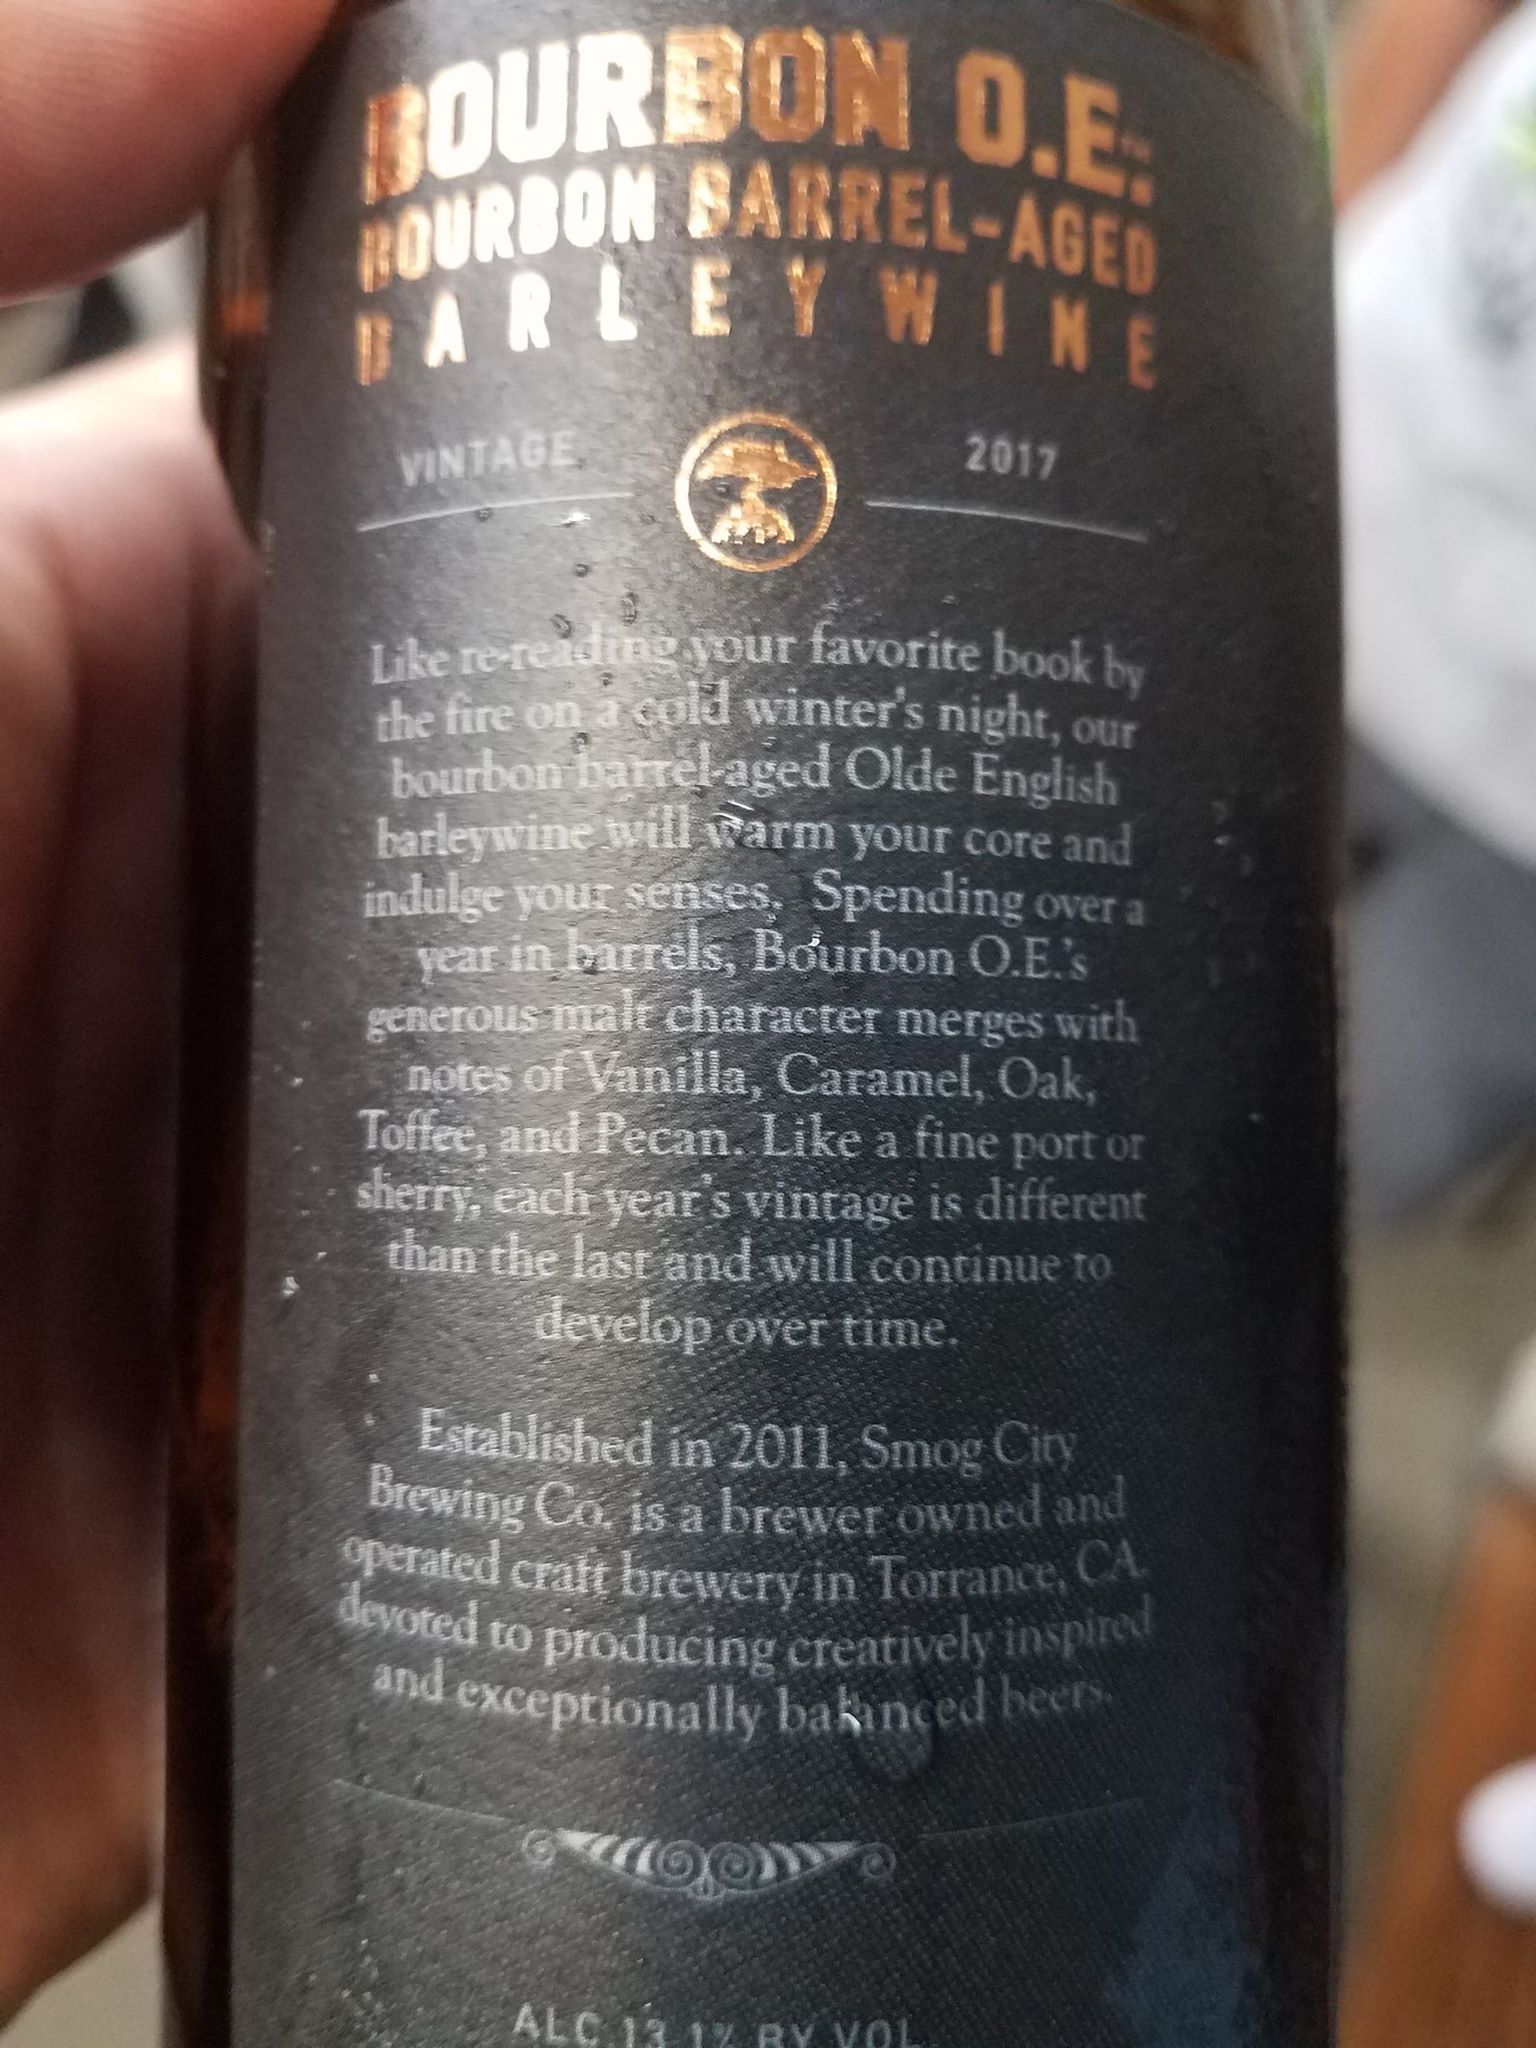 BOURBON O.E.
BOURBON BARREL-AGED
BARLEYWINE
VINTAGE 2017
Like re-reading your favorite book by
the fire on a cold winter's night, our
bourbon barrel-aged Olde English
barleywine will warm your core and
indulge your senses. Spending over a
year in barrels, Bourbon O.E.'s
generous malt character merges with
notes of Vanilla, Caramel, Oak,
Toffee, and Pecan. Like a fine port or
sherry, each year's vintage is different
than the last and will continue to
develop over time.
Established in 2011, Smog City
Brewing Co. is a brewer owned and
operated craft brewery in Torrance, CA.
devoted to producing creatively inspired
and exceptionally balanced beers.
ALC 13.1% BY VOL.